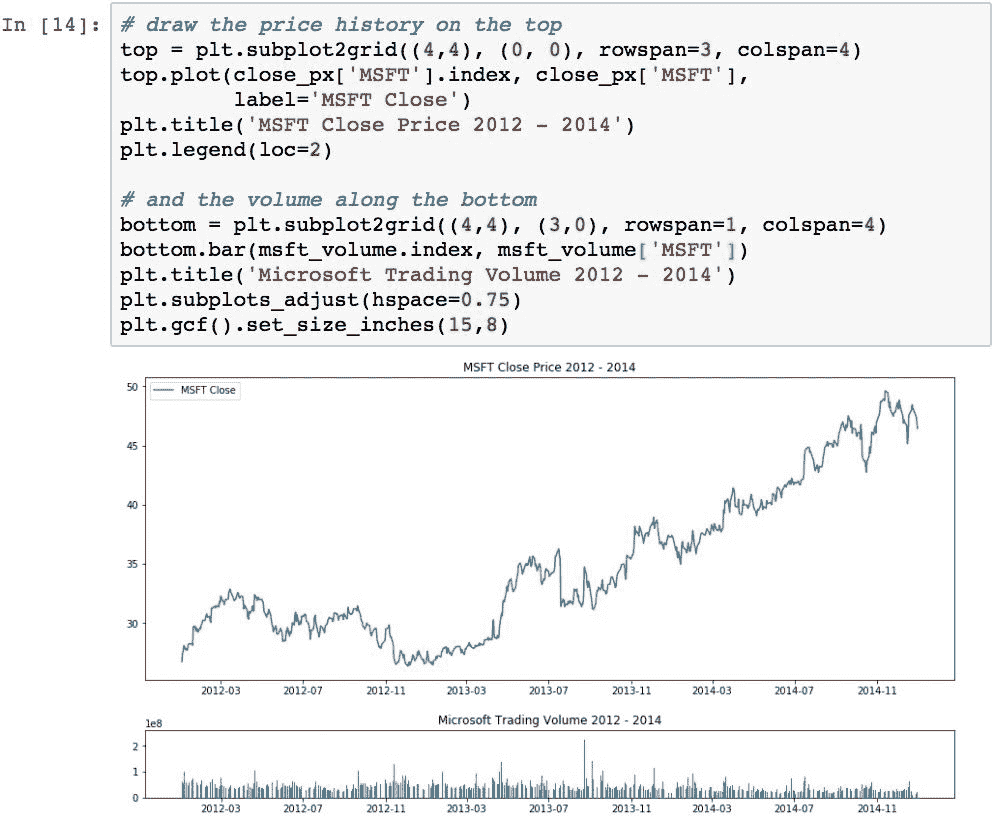 In [14]: # draw the price history on the top
top = plt.subplot2grid((4,4), (0, 0), rowspan=3, colspan=4)
top.plot(close_px['MSFT'].index, close_px['MSFT'],
         label='MSFT Close')
plt.title('MSFT Close Price 2012 - 2014')
plt.legend(loc=2)

# and the volume along the bottom
bottom = plt.subplot2grid((4,4), (3,0), rowspan=1, colspan=4)
bottom.bar(msft_volume.index, msft_volume['MSFT'])
plt.title('Microsoft Trading Volume 2012 - 2014')
plt.subplots_adjust(hspace=0.75)
plt.gcf().set_size_inches(15,8)
MSFT Close Price 2012 - 2014
MSFT Close
50
45
40
35
30
2012-03 2012-07 2012-11 2013-03 2013-07 2013-11 2014-03 2014-07 2014-11
Microsoft Trading Volume 2012 - 2014
1e8
2
1
0
2012-03 2012-07 2012-11 2013-03 2013-07 2013-11 2014-03 2014-07 2014-11